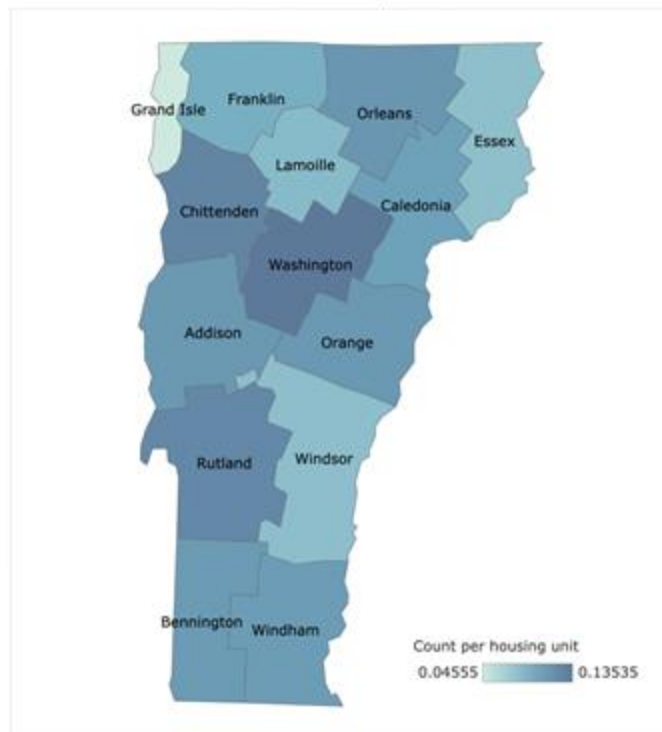 Grand Isle
Franklin
Orleans
Essex
Lamoille
Chittenden
Caledonia
Washington
Addison
Orange
Rutland
Windsor
Bennington
Windham
Count per housing unit
0.04555 0.13535